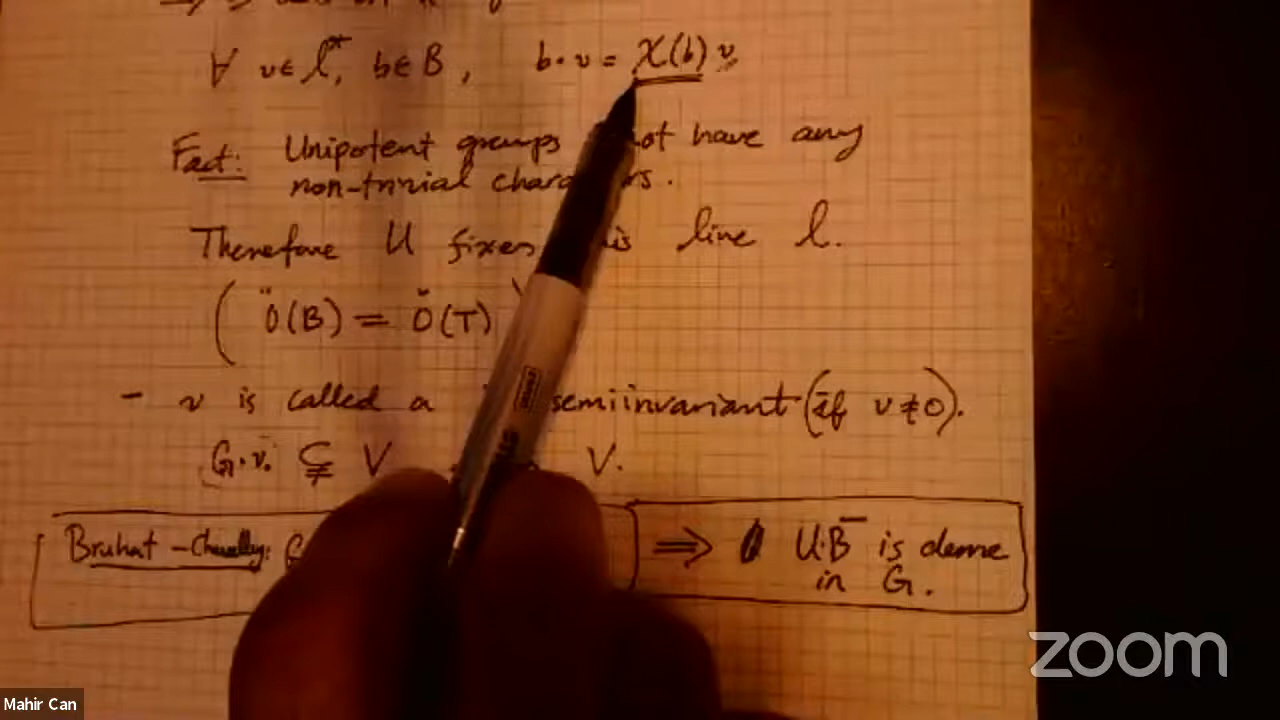 ∀ v ∈ l*, b ∈ B, b·v = χ(b) v
Fact: Unipotent groups not have any
non-trivial
Therefore U fixes line l.
( Ö(B) = Ö(T)
- v is called a semiinvariant (if v ≠ 0).
G·v ⊊ V V.
Bruhat - Chevalley: ⟹ U·B⁻ is dense
in G.
zoom
Mahir Can